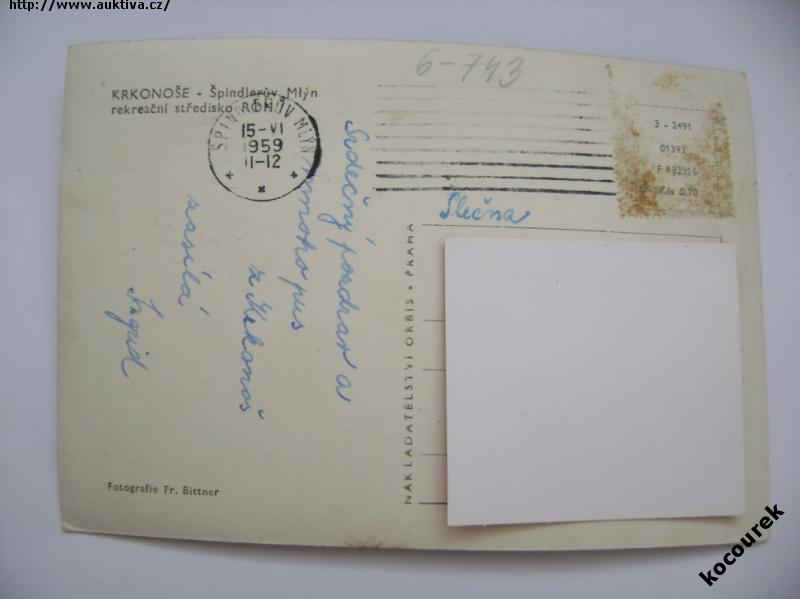 http://www.auktiva.cz/
6-743
KRKONOŠE - Špindlerův Mlýn
rekreační středisko ROH
ŠPINDLERŮV MLÝN
15-VI
1959
11-12
3 - 2491
01393
F 482916
Kčs 0,70
Slečna
Srdečný pozdrav a
mnoho pus
z Krkonoš
zasílá
Ingrid
NAKLADATELSTVÍ ORBIS • PRAHA
Fotografie Fr. Bittner
kocourek